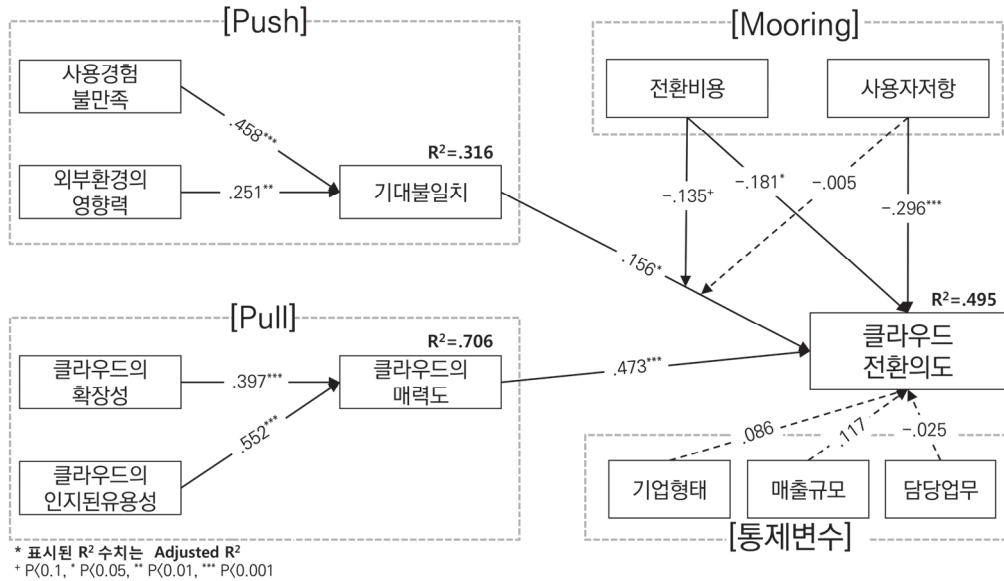 [Push]
사용경험
불만족
.458***
외부환경의
영향력
.251**
R²=.316
기대불일치
[Mooring]
전환비용
사용자저항
-.135⁺
-.181*
-.005
-.296***
.156*
[Pull]
클라우드의
확장성
.397***
R²=.706
클라우드의
매력도
.552***
클라우드의
인지된유용성
.473***
R²=.495
클라우드
전환의도
.086
.117
-.025
기업형태
매출규모
담당업무
[통제변수]
* 표시된 R² 수치는 Adjusted R²
⁺ P<0.1, * P<0.05, ** P<0.01, *** P<0.001